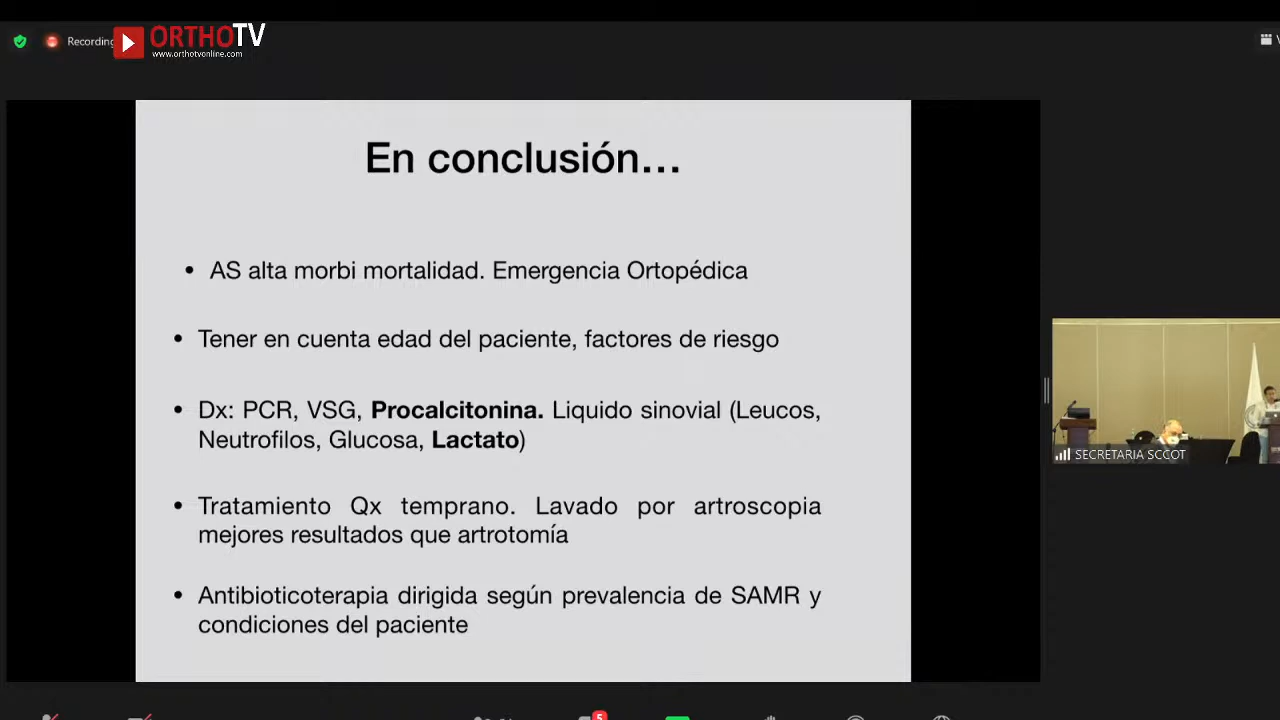 Recording
ORTHOTV
www.orthotvonline.com
En conclusión...
• AS alta morbi mortalidad. Emergencia Ortopédica
• Tener en cuenta edad del paciente, factores de riesgo
• Dx: PCR, VSG, Procalcitonina. Liquido sinovial (Leucos,
Neutrofilos, Glucosa, Lactato)
• Tratamiento Qx temprano. Lavado por artroscopia
mejores resultados que artrotomía
• Antibioticoterapia dirigida según prevalencia de SAMR y
condiciones del paciente
SECRETARIA SCCOT
5